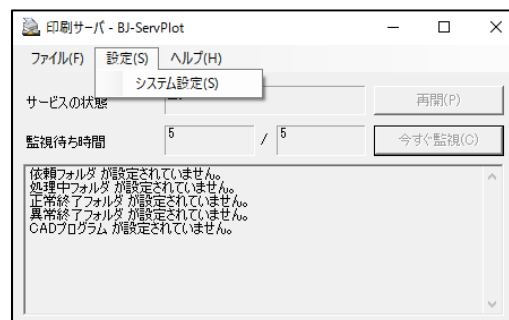 印刷サーバ - BJ-ServPlot
ファイル(F) 設定(S) ヘルプ(H)
システム設定(S)
サービスの状態 再開(P)
監視待ち時間 5 / 5 今すぐ監視(C)
依頼フォルダ が設定されていません。
処理中フォルダ が設定されていません。
正常終了フォルダ が設定されていません。
異常終了フォルダ が設定されていません。
CADプログラム が設定されていません。